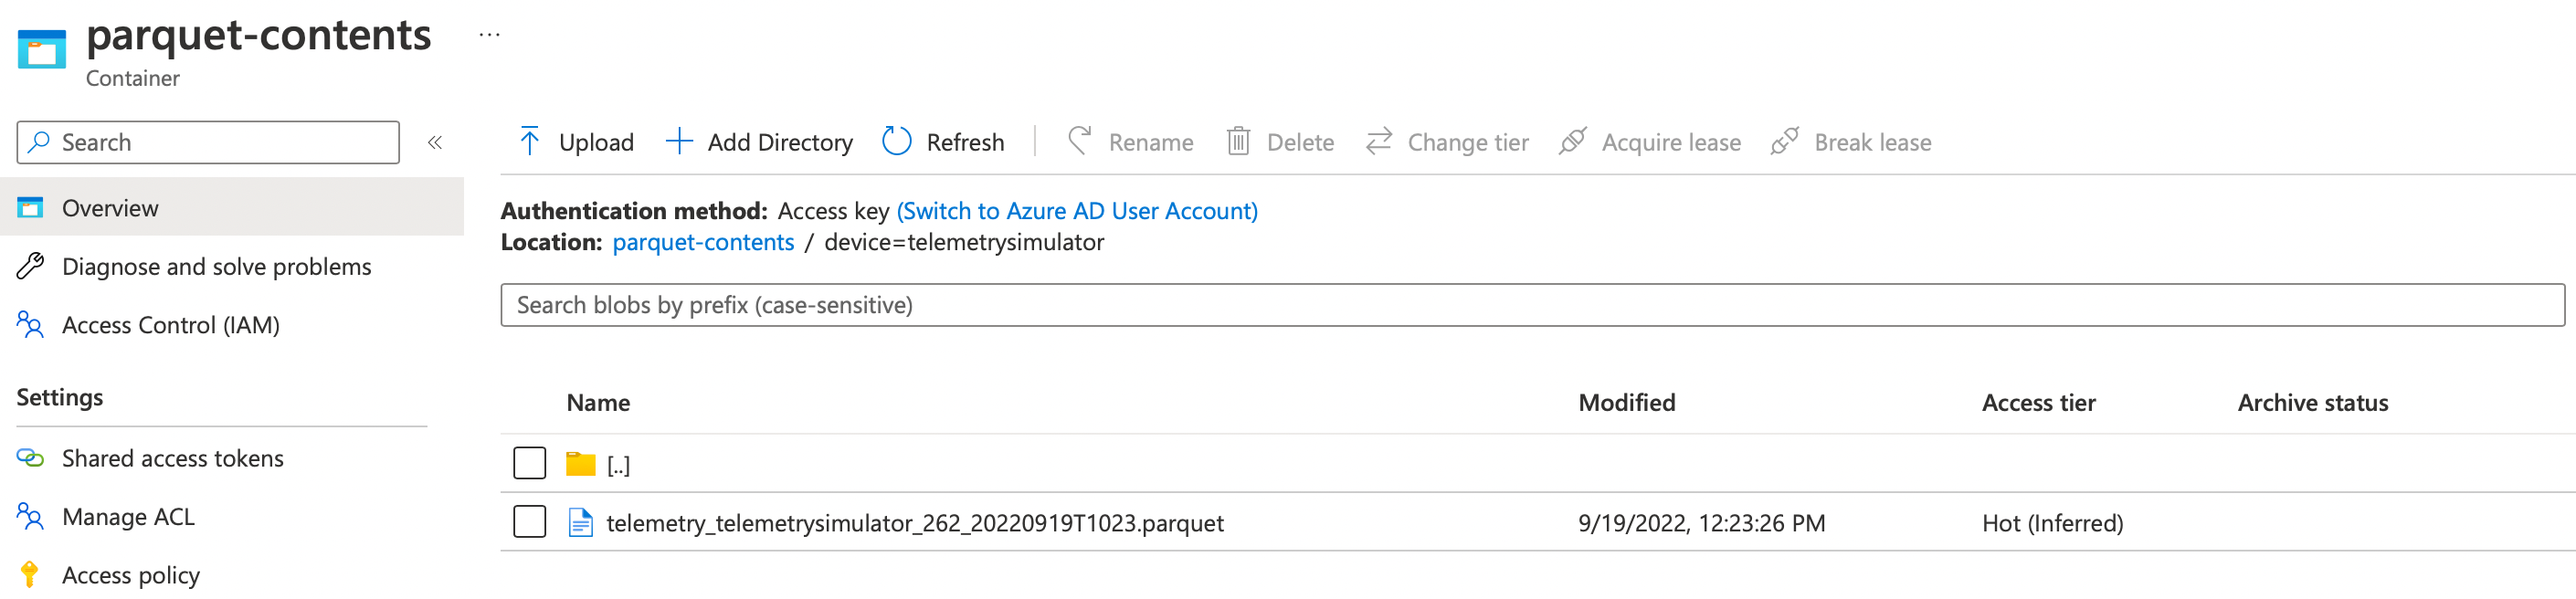 parquet-contents ...
Container
Search «
Upload Add Directory Refresh Rename Delete Change tier Acquire lease Break lease
Overview
Diagnose and solve problems
Access Control (IAM)
Settings
Shared access tokens
Manage ACL
Access policy
Authentication method: Access key (Switch to Azure AD User Account)
Location: parquet-contents / device=telemetrysimulator
Search blobs by prefix (case-sensitive)
Name Modified Access tier Archive status
[..]
telemetry_telemetrysimulator_262_20220919T1023.parquet 9/19/2022, 12:23:26 PM Hot (Inferred)